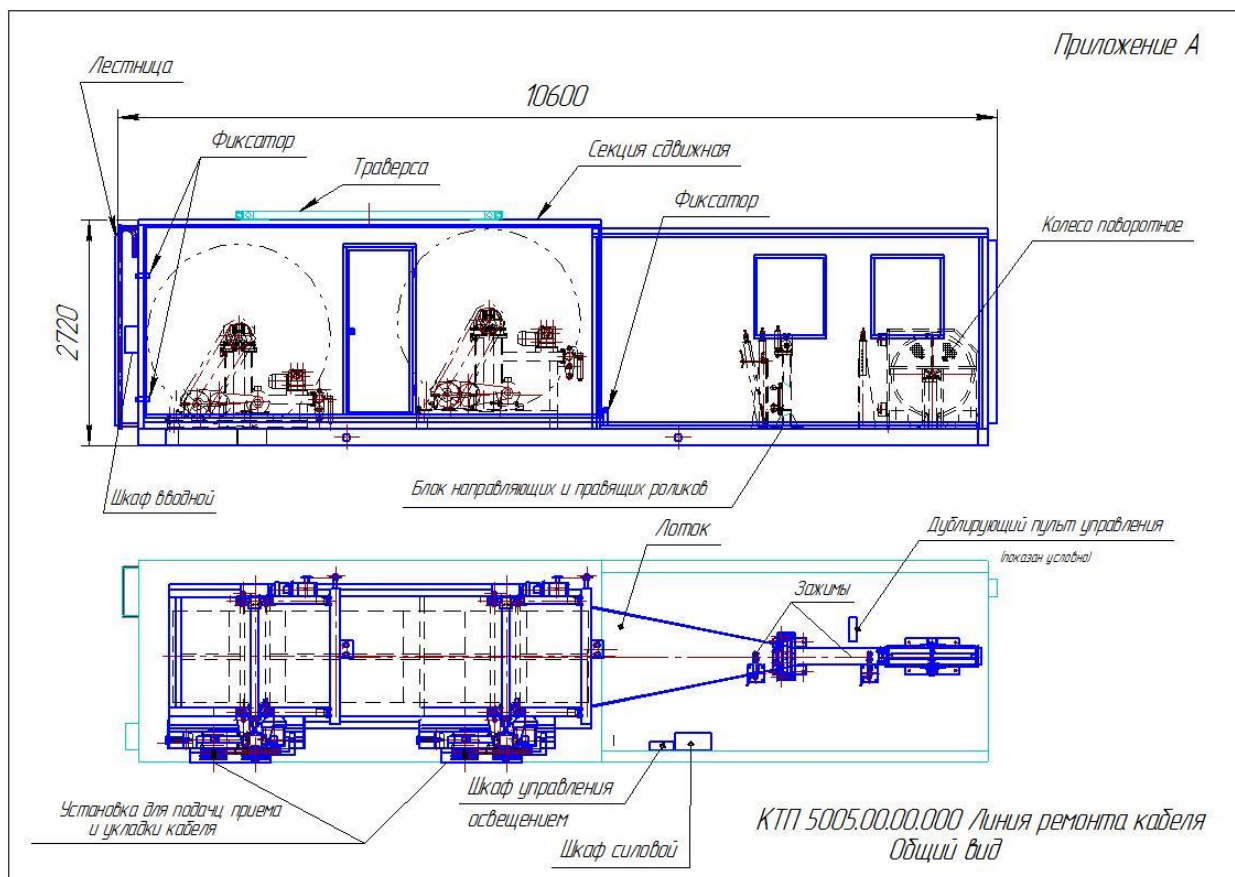 Приложение А
Лестница
10600
Фиксатор
Траверса
Секция сдвижная
Фиксатор
Колесо поворотное
2720
Шкаф вводной
Блок направляющих и правящих роликов
Лоток
Дублирующий пульт управления
(показан условно)
Зажимы
Установка для подачи, приема
и укладки кабеля
Шкаф управления
освещением
Шкаф силовой
КТП 5005.00.00.000 Линия ремонта кабеля
Общий вид